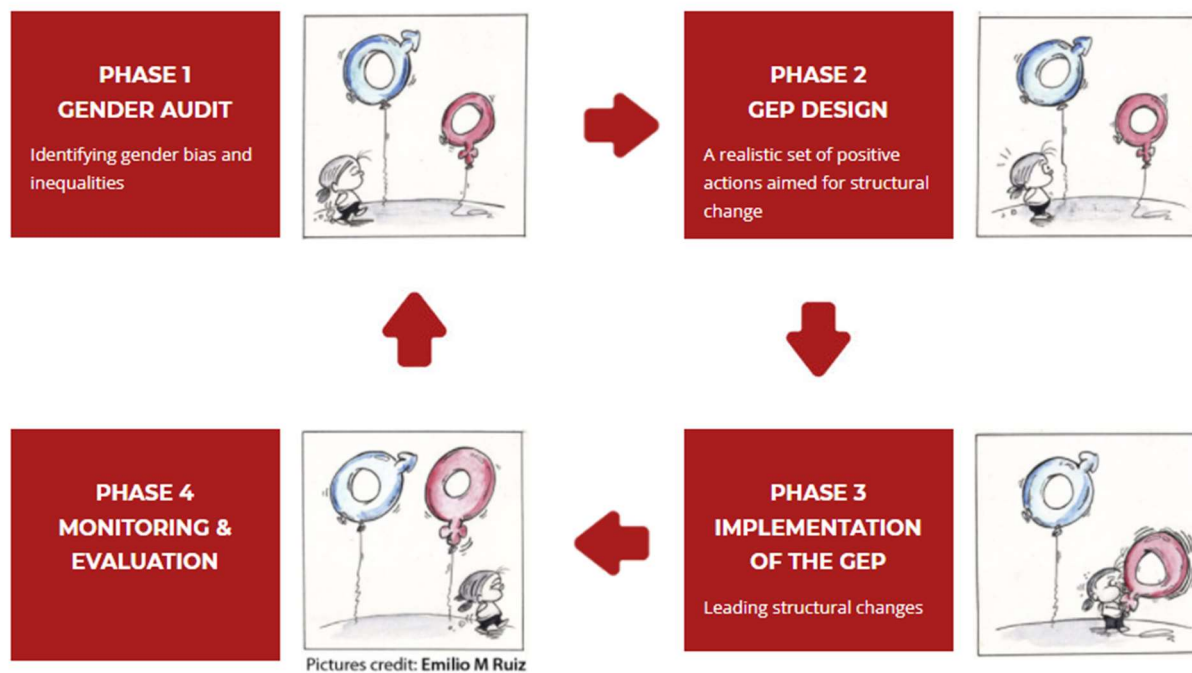 PHASE 1
GENDER AUDIT
Identifying gender bias and
inequalities
PHASE 2
GEP DESIGN
A realistic set of positive
actions aimed for structural
change
PHASE 3
IMPLEMENTATION
OF THE GEP
Leading structural changes
PHASE 4
MONITORING &
EVALUATION
Pictures credit: Emilio M Ruiz